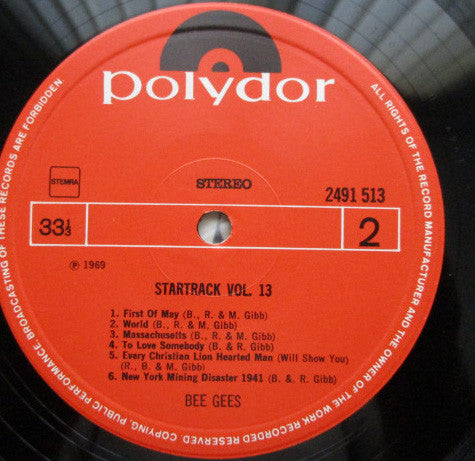 polydor
STEMRA
STEREO
2491 513
33⅓
2
℗ 1969
STARTRACK VOL. 13
1. First Of May (B., R. & M. Gibb)
2. World (B., R. & M. Gibb)
3. Massachusetts (B., R. & M. Gibb)
4. To Love Somebody (B. & R. Gibb)
5. Every Christian Lion Hearted Man (Will Show You)
(R., B. & M. Gibb)
6. New York Mining Disaster 1941 (B. & R. Gibb)
BEE GEES
ALL RIGHTS OF THE RECORD MANUFACTURER AND THE OWNER OF THE WORK RECORDED RESERVED COPYING, PUBLIC PERFORMANCE, BROADCASTING OF THESE RECORDS ARE FORBIDDEN